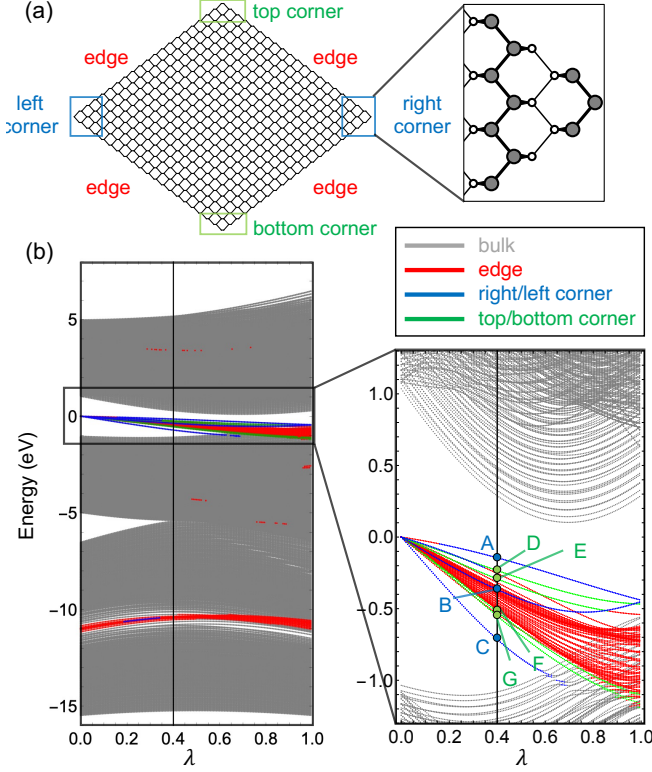 (a)
top corner
edge
edge
left
corner
right
corner
edge
edge
bottom corner
(b)
bulk
edge
right/left corner
top/bottom corner
Energy (eV)
5
0
−5
−10
−15
0.0 0.2 0.4 0.6 0.8 1.0
λ
1.0
0.5
0.0
−0.5
−1.0
A
D
E
B
C
F
G
0.0 0.2 0.4 0.6 0.8 1.0
λ